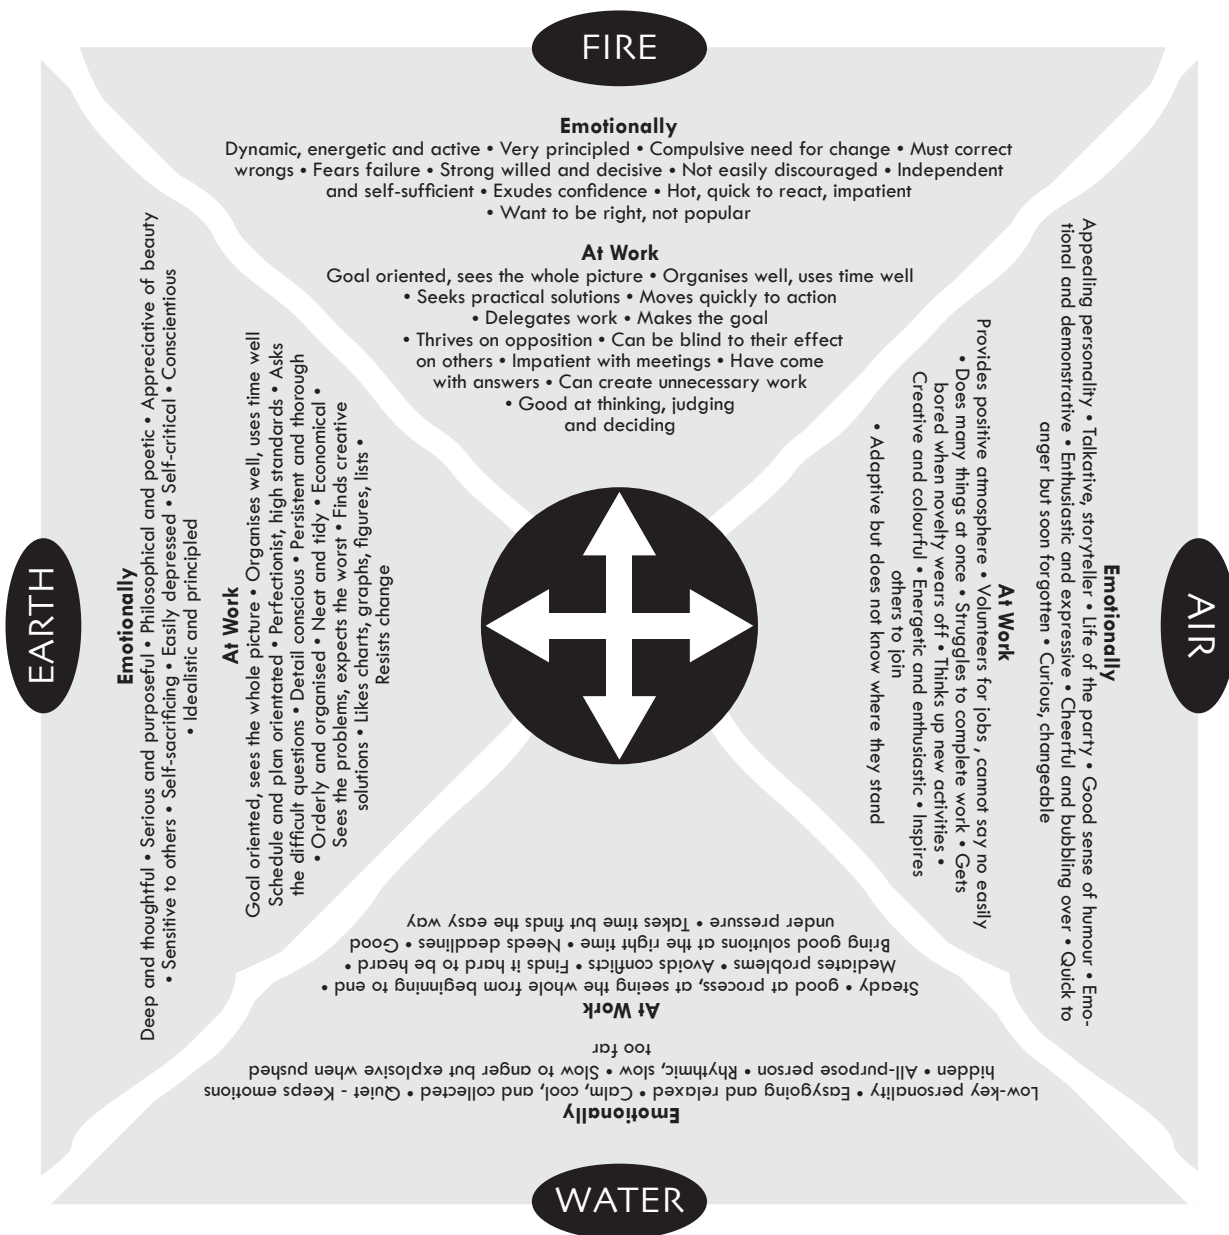 FIRE
Emotionally
Dynamic, energetic and active • Very principled • Compulsive need for change • Must correct
wrongs • Fears failure • Strong willed and decisive • Not easily discouraged • Independent
and self-sufficient • Exudes confidence • Hot, quick to react, impatient
• Want to be right, not popular
At Work
Goal oriented, sees the whole picture • Organises well, uses time well
• Seeks practical solutions • Moves quickly to action
• Delegates work • Makes the goal
• Thrives on opposition • Can be blind to their effect
on others • Impatient with meetings • Have come
with answers • Can create unnecessary work
• Good at thinking, judging
and deciding
EARTH
Emotionally
Deep and thoughtful • Serious and purposeful • Philosophical and poetic • Appreciative of beauty
• Sensitive to others • Self-sacrificing • Easily depressed • Self-critical • Conscientious
• Idealistic and principled
At Work
Goal oriented, sees the whole picture • Organises well, uses time well
Schedule and plan orientated • Perfectionist, high standards • Asks
the difficult questions • Detail conscious • Persistent and thorough
• Orderly and organised • Neat and tidy • Economical •
Sees the problems, expects the worst • Finds creative
solutions • Likes charts, graphs, figures, lists •
Resists change
AIR
Emotionally
Appealing personality • Talkative, storyteller • Life of the party • Good sense of humour • Emo-
tional and demonstrative • Enthusiastic and expressive • Cheerful and bubbling over • Quick to
anger but soon forgotten • Curious, changeable
At Work
Provides positive atmosphere • Volunteers for jobs , cannot say no easily
• Does many things at once • Struggles to complete work • Gets
bored when novelty wears off • Thinks up new activities •
Creative and colourful • Energetic and enthusiastic • Inspires
others to join
• Adaptive but does not know where they stand
WATER
Emotionally
Low-key personality • Easygoing and relaxed • Calm, cool, and collected • Quiet - Keeps emotions
hidden • All-purpose person • Rhythmic, slow • Slow to anger but explosive when pushed
too far
At Work
Steady • good at process, at seeing the whole from beginning to end •
Mediates problems • Avoids conflicts • Finds it hard to be heard •
Bring good solutions at the right time • Needs deadlines • Good
under pressure • Takes time but finds the easy way